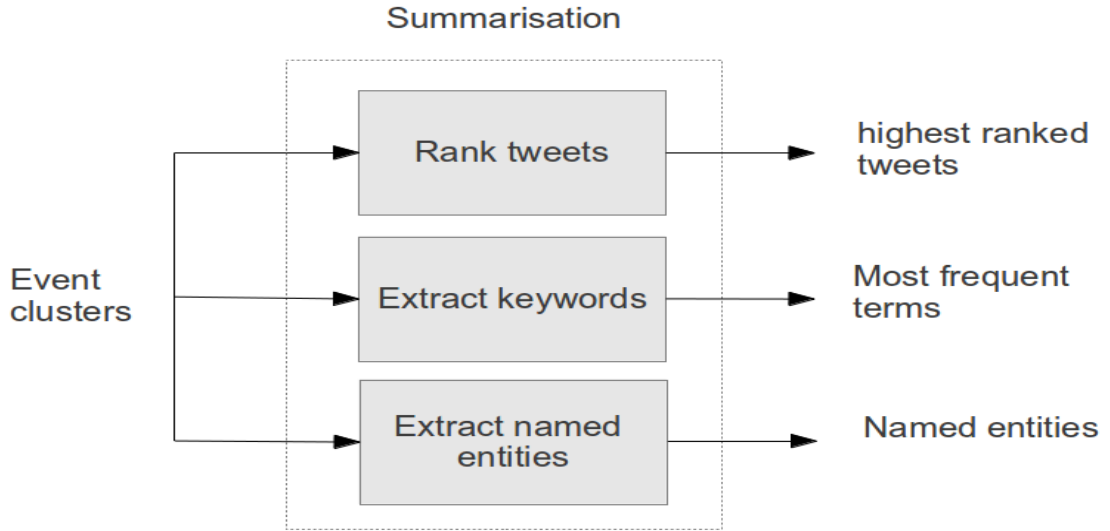 Summarisation
Rank tweets
highest ranked
tweets
Event
clusters
Extract keywords
Most frequent
terms
Extract named
entities
Named entities